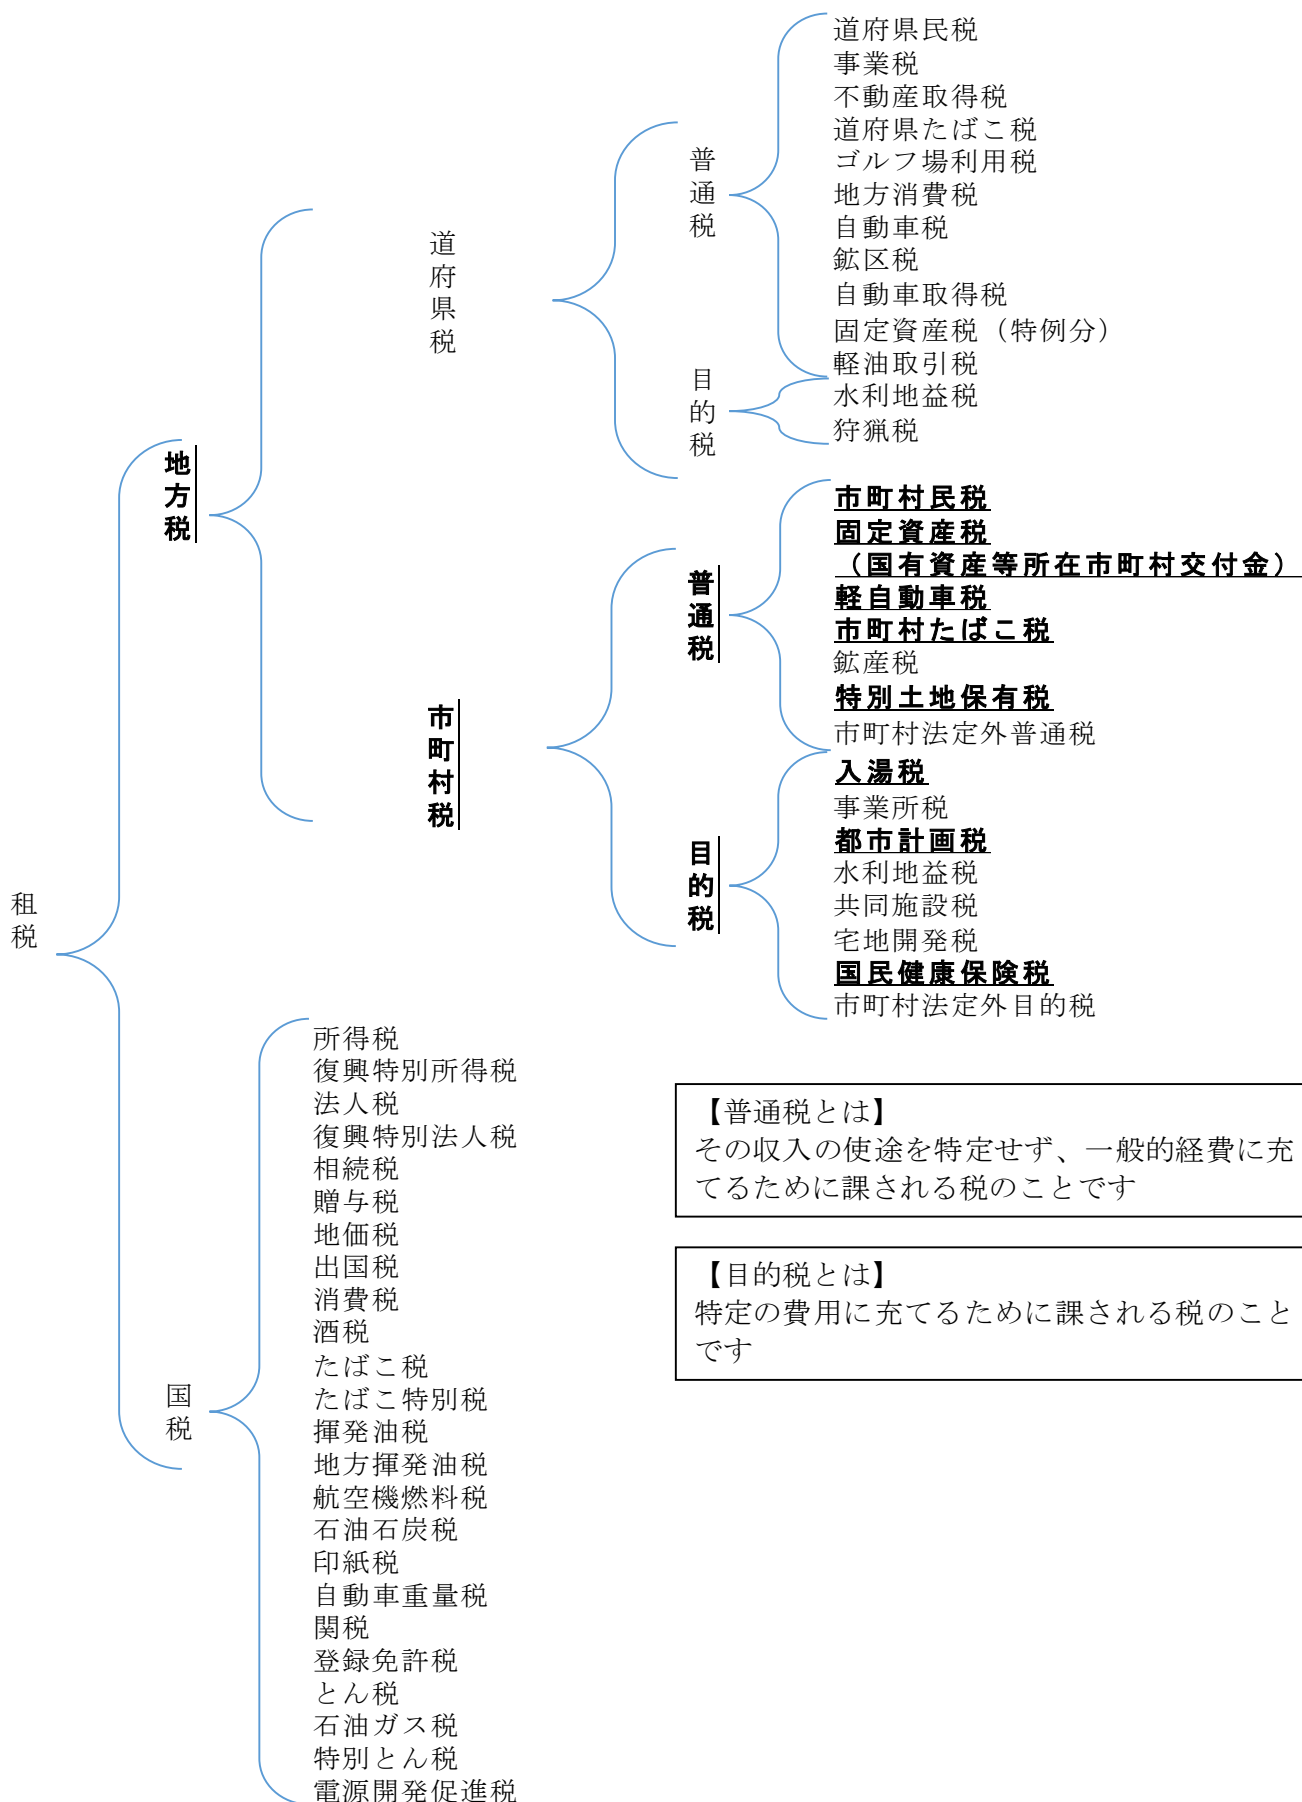 租税
地方税
道府県税
普通税
道府県民税
事業税
不動産取得税
道府県たばこ税
ゴルフ場利用税
地方消費税
自動車税
鉱区税
自動車取得税
固定資産税（特例分）
軽油取引税
目的税
水利地益税
狩猟税
市町村税
普通税
市町村民税
固定資産税
（国有資産等所在市町村交付金）
軽自動車税
市町村たばこ税
鉱産税
特別土地保有税
市町村法定外普通税
目的税
入湯税
事業所税
都市計画税
水利地益税
共同施設税
宅地開発税
国民健康保険税
市町村法定外目的税
国税
所得税
復興特別所得税
法人税
復興特別法人税
相続税
贈与税
地価税
出国税
消費税
酒税
たばこ税
たばこ特別税
揮発油税
地方揮発油税
航空機燃料税
石油石炭税
印紙税
自動車重量税
関税
登録免許税
とん税
石油ガス税
特別とん税
電源開発促進税
【普通税とは】
その収入の使途を特定せず、一般的経費に充
てるために課される税のことです
【目的税とは】
特定の費用に充てるために課される税のこと
です